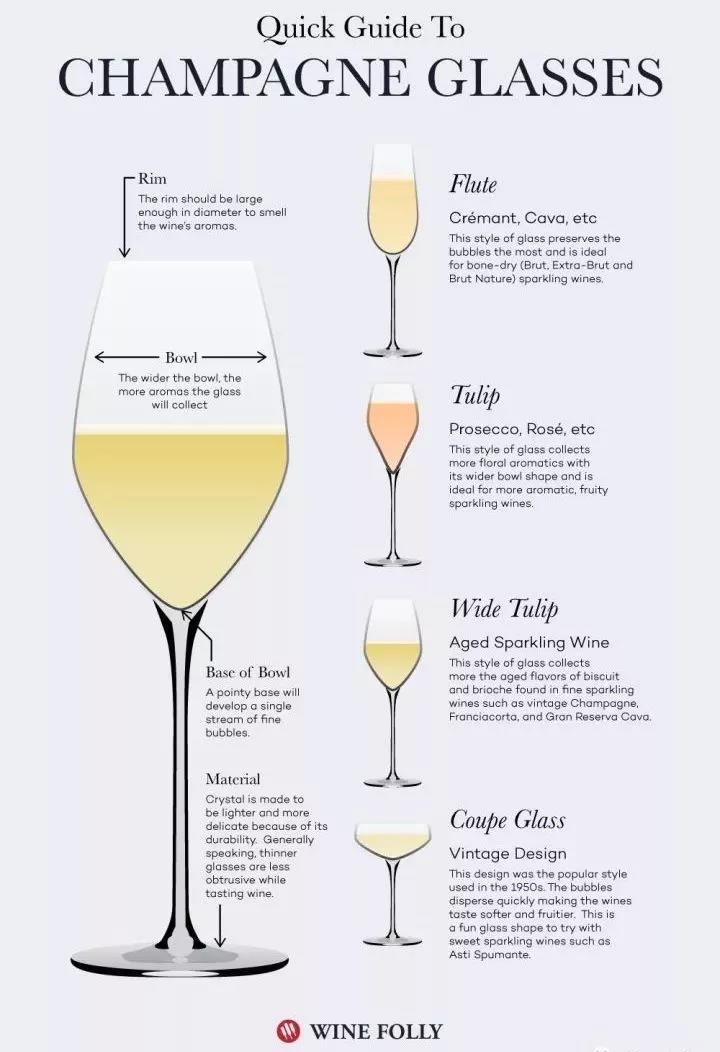 Quick Guide To
CHAMPAGNE GLASSES
Rim
The rim should be large
enough in diameter to smell
the wine's aromas.
Bowl
The wider the bowl, the
more aromas the glass
will collect
Base of Bowl
A pointy base will
develop a single
stream of fine
bubbles.
Material
Crystal is made to
be lighter and more
delicate because of its
durability. Generally
speaking, thinner
glasses are less
obtrusive while
tasting wine.
Flute
Crémant, Cava, etc
This style of glass preserves the
bubbles the most and is ideal
for bone-dry (Brut, Extra-Brut and
Brut Nature) sparkling wines.
Tulip
Prosecco, Rosé, etc
This style of glass collects
more floral aromatics with
its wider bowl shape and is
ideal for more aromatic, fruity
sparkling wines.
Wide Tulip
Aged Sparkling Wine
This style of glass collects
more the aged flavors of biscuit
and brioche found in fine sparkling
wines such as vintage Champagne,
Franciacorta, and Gran Reserva Cava.
Coupe Glass
Vintage Design
This design was the popular style
used in the 1950s. The bubbles
disperse quickly making the wines
taste softer and fruitier. This is
a fun glass shape to try with
sweet sparkling wines such as
Asti Spumante.
WINE FOLLY